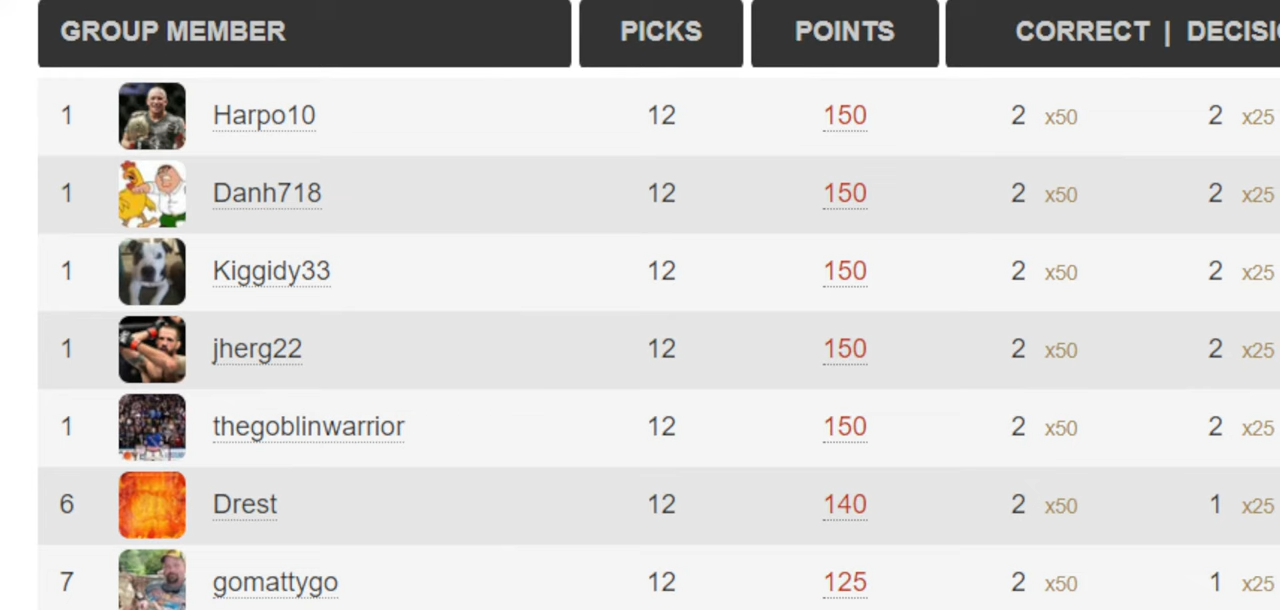 GROUP MEMBER PICKS POINTS CORRECT | DECISI
1 Harpo10 12 150 2 x50 2 x25
1 Danh718 12 150 2 x50 2 x25
1 Kiggidy33 12 150 2 x50 2 x25
1 jherg22 12 150 2 x50 2 x25
1 thegoblinwarrior 12 150 2 x50 2 x25
6 Drest 12 140 2 x50 1 x25
7 gomattygo 12 125 2 x50 1 x25